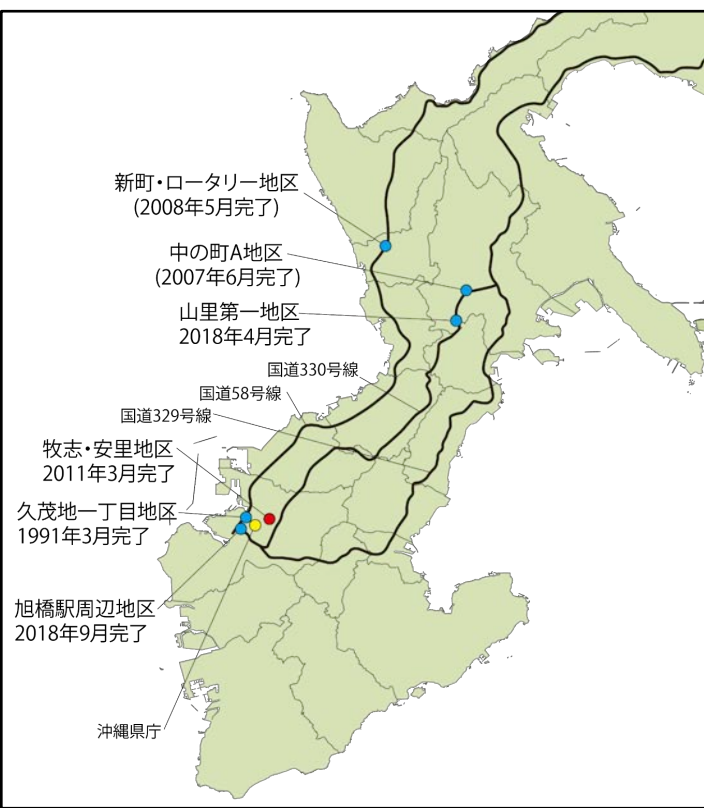 新町・ロータリー地区
(2008年5月完了)
中の町A地区
(2007年6月完了)
山里第一地区
2018年4月完了
国道330号線
国道58号線
国道329号線
牧志・安里地区
2011年3月完了
久茂地一丁目地区
1991年3月完了
旭橋駅周辺地区
2018年9月完了
沖縄県庁